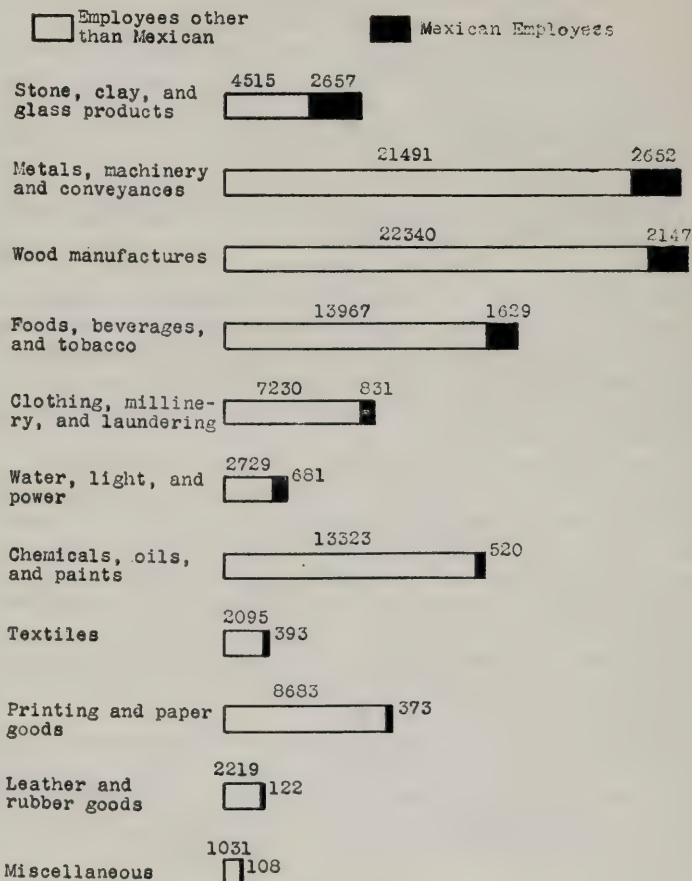 Employees other
than Mexican
Mexican Employees
4515 2657
Stone, clay, and
glass products
21491 2652
Metals, machinery
and conveyances
22340 2147
Wood manufactures
13967 1629
Foods, beverages,
and tobacco
7230 831
Clothing, milline-
ry, and laundering
2729 681
Water, light, and
power
13323 520
Chemicals, oils,
and paints
2095 393
Textiles
8683 373
Printing and paper
goods
2219 122
Leather and
rubber goods
1031 108
Miscellaneous